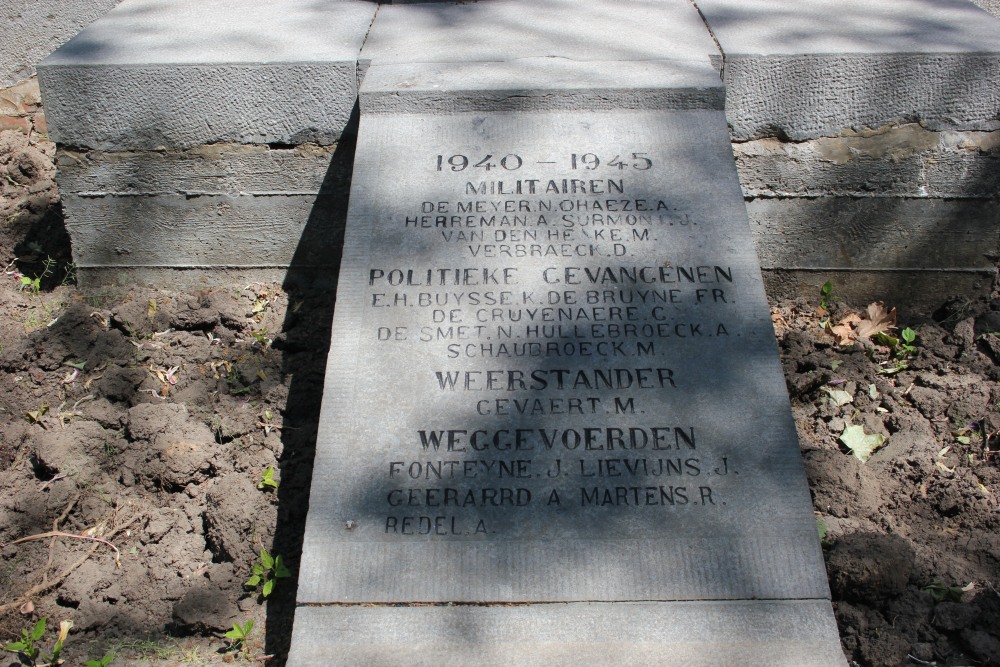 1940 - 1945
MILITAIREN
DE MEYER.N.OHAEZE.A.
HERREMAN.A. SURMONT.J.
VAN DEN M.
VERBRAECK.D.
POLITIEKE GEVANGENEN
E.H.BUYSSE.K.DE BRUYNE FR.
DE CRUYENAERE.C.
DE SMET.N.HULLEBROECK.A.
SCHAUBROECK.M.
WEERSTANDER
GEVAERT.M.
WEGGEVOERDEN
FONTEYNE.J. LIEVIJNS.J.
GEERARRD A MARTENS.R.
REDEL.A.